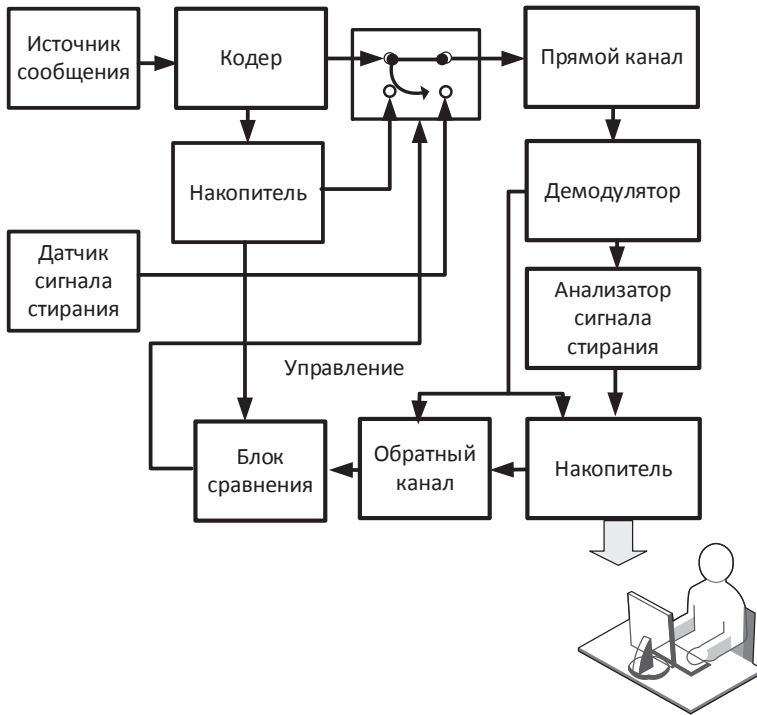 Источник
сообщения
Кодер
Прямой канал
Накопитель
Демодулятор
Датчик
сигнала
стирания
Анализатор
сигнала
стирания
Управление
Блок
сравнения
Обратный
канал
Накопитель